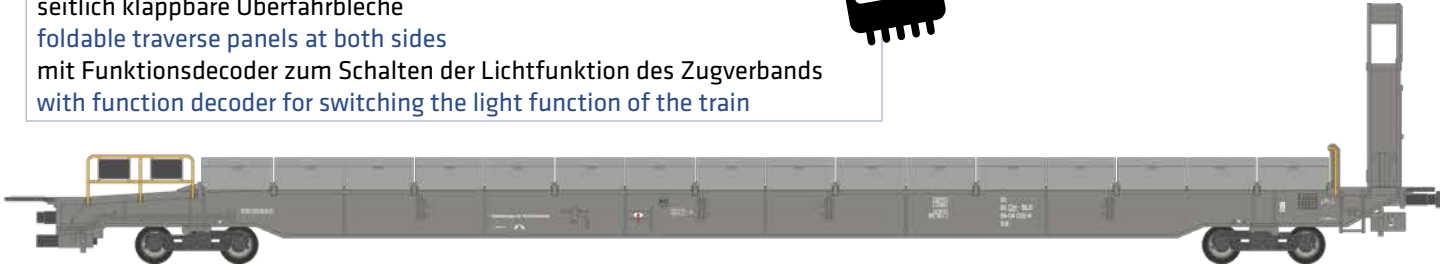 seitlich klappbare Überfahrbleche
foldable traverse panels at both sides
mit Funktionsdecoder zum Schalten der Lichtfunktion des Zugverbands
with function decoder for switching the light function of the train